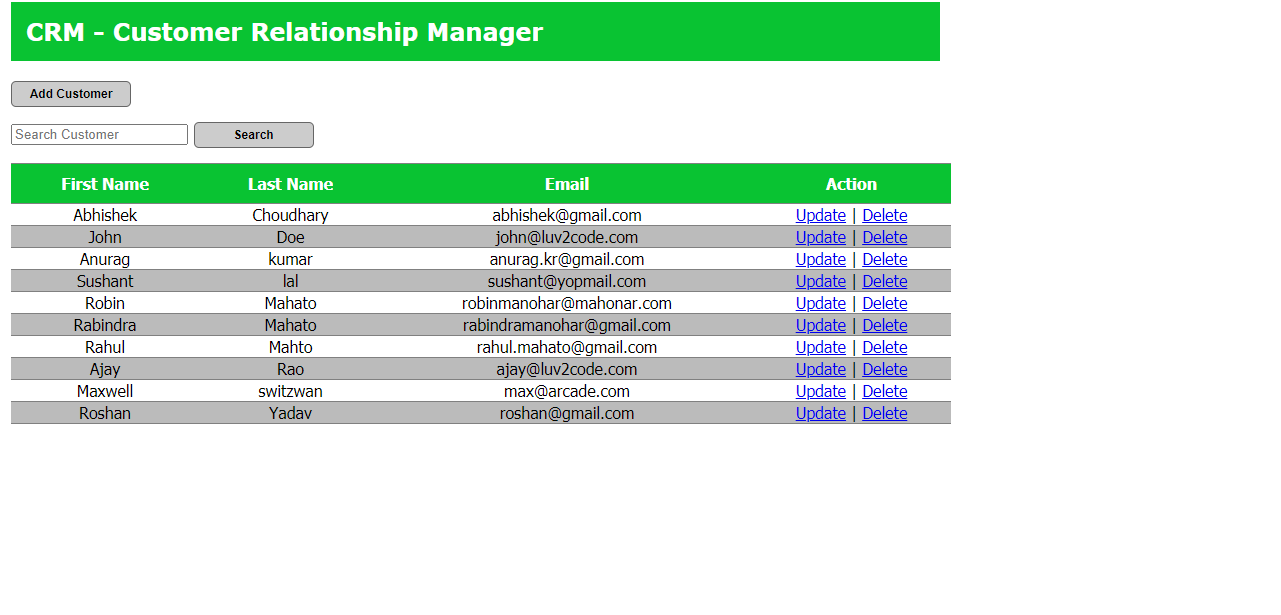 CRM - Customer Relationship Manager
Add Customer
Search Customer Search
First Name Last Name Email Action
Abhishek Choudhary abhishek@gmail.com Update | Delete
John Doe john@luv2code.com Update | Delete
Anurag kumar anurag.kr@gmail.com Update | Delete
Sushant lal sushant@yopmail.com Update | Delete
Robin Mahato robinmanohar@mahonar.com Update | Delete
Rabindra Mahato rabindramanohar@gmail.com Update | Delete
Rahul Mahto rahul.mahato@gmail.com Update | Delete
Ajay Rao ajay@luv2code.com Update | Delete
Maxwell switzwan max@arcade.com Update | Delete
Roshan Yadav roshan@gmail.com Update | Delete